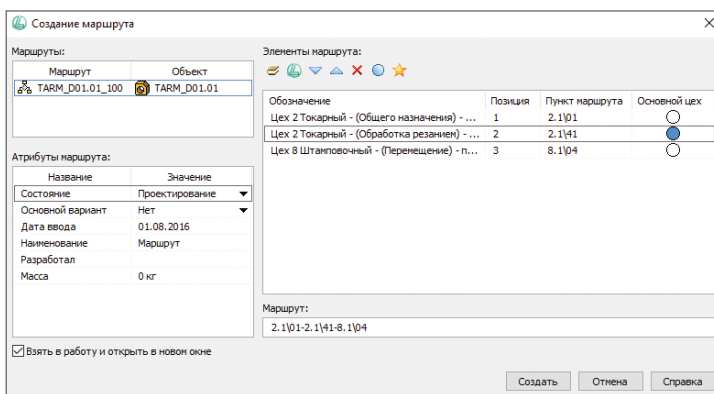 Создание маршрута
Маршруты:
Маршрут Объект
TARM_D01.01_100 TARM_D01.01
Атрибуты маршрута:
Название Значение
Состояние Проектирование
Основной вариант Нет
Дата ввода 01.08.2016
Наименование Маршрут
Разработал
Масса 0 кг
Элементы маршрута:
Обозначение Позиция Пункт маршрута Основной цех
Цех 2 Токарный - (Общего назначения) - ... 1 2.1\01
Цех 2 Токарный - (Обработка резанием) - ... 2 2.1\41
Цех 8 Штамповочный - (Перемещение) - п... 3 8.1\04
Маршрут:
2.1\01-2.1\41-8.1\04
Взять в работу и открыть в новом окне
Создать Отмена Справка